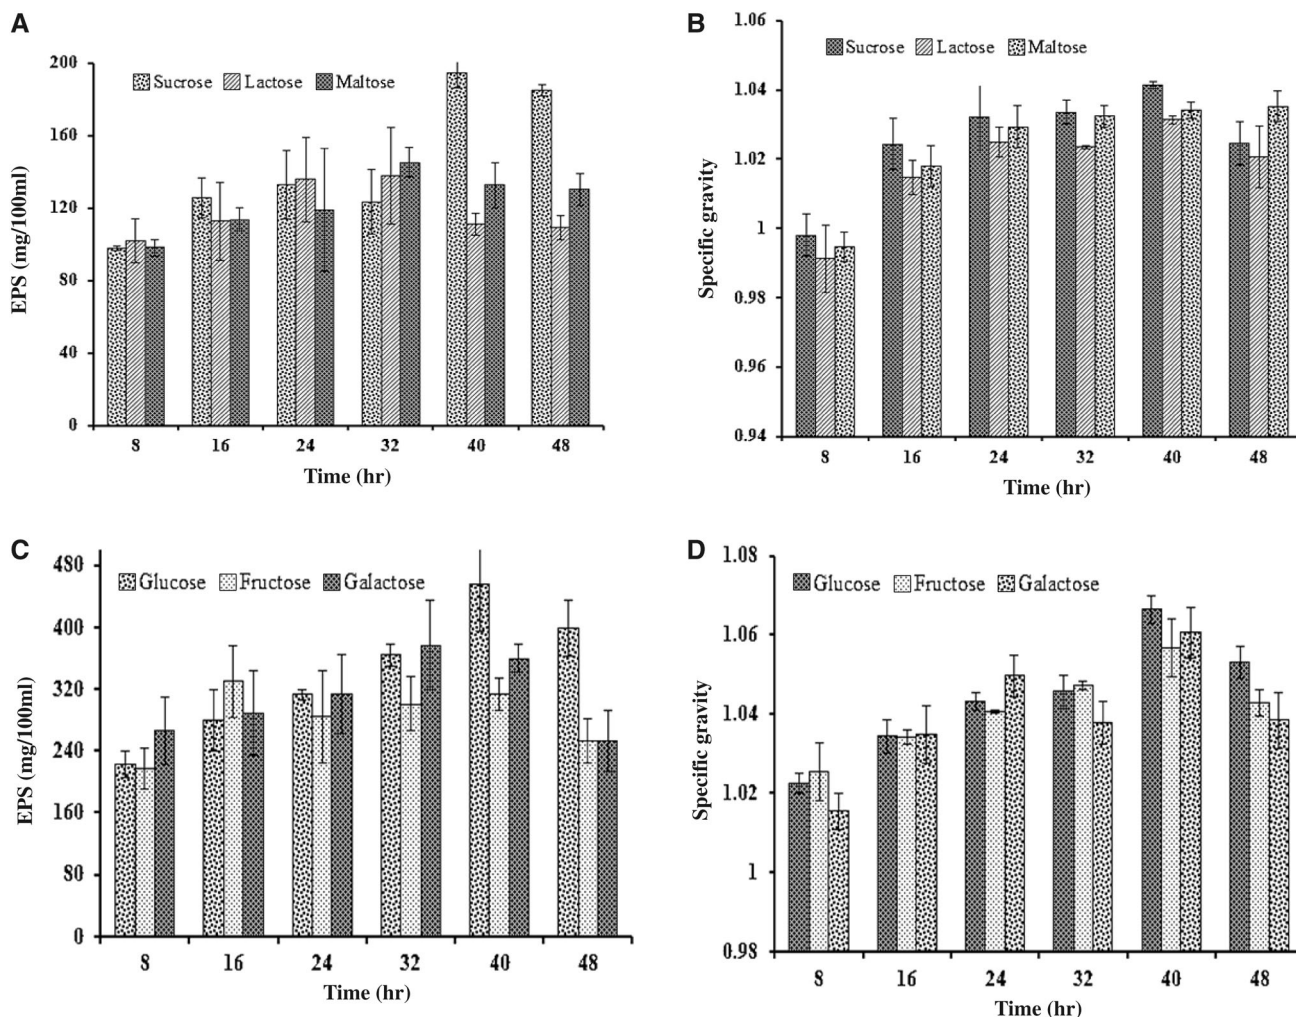 A
Sucrose Lactose Maltose
EPS (mg/100ml)
200
160
120
80
40
0
8 16 24 32 40 48
Time (hr)
B
Sucrose Lactose Maltose
Specific gravity
1.06
1.04
1.02
1
0.98
0.96
0.94
8 16 24 32 40 48
Time (hr)
C
Glucose Fructose Galactose
EPS (mg/100ml)
480
400
320
240
160
80
0
8 16 24 32 40 48
Time (hr)
D
Glucose Fructose Galactose
Specific gravity
1.08
1.06
1.04
1.02
1
0.98
8 16 24 32 40 48
Time (hr)